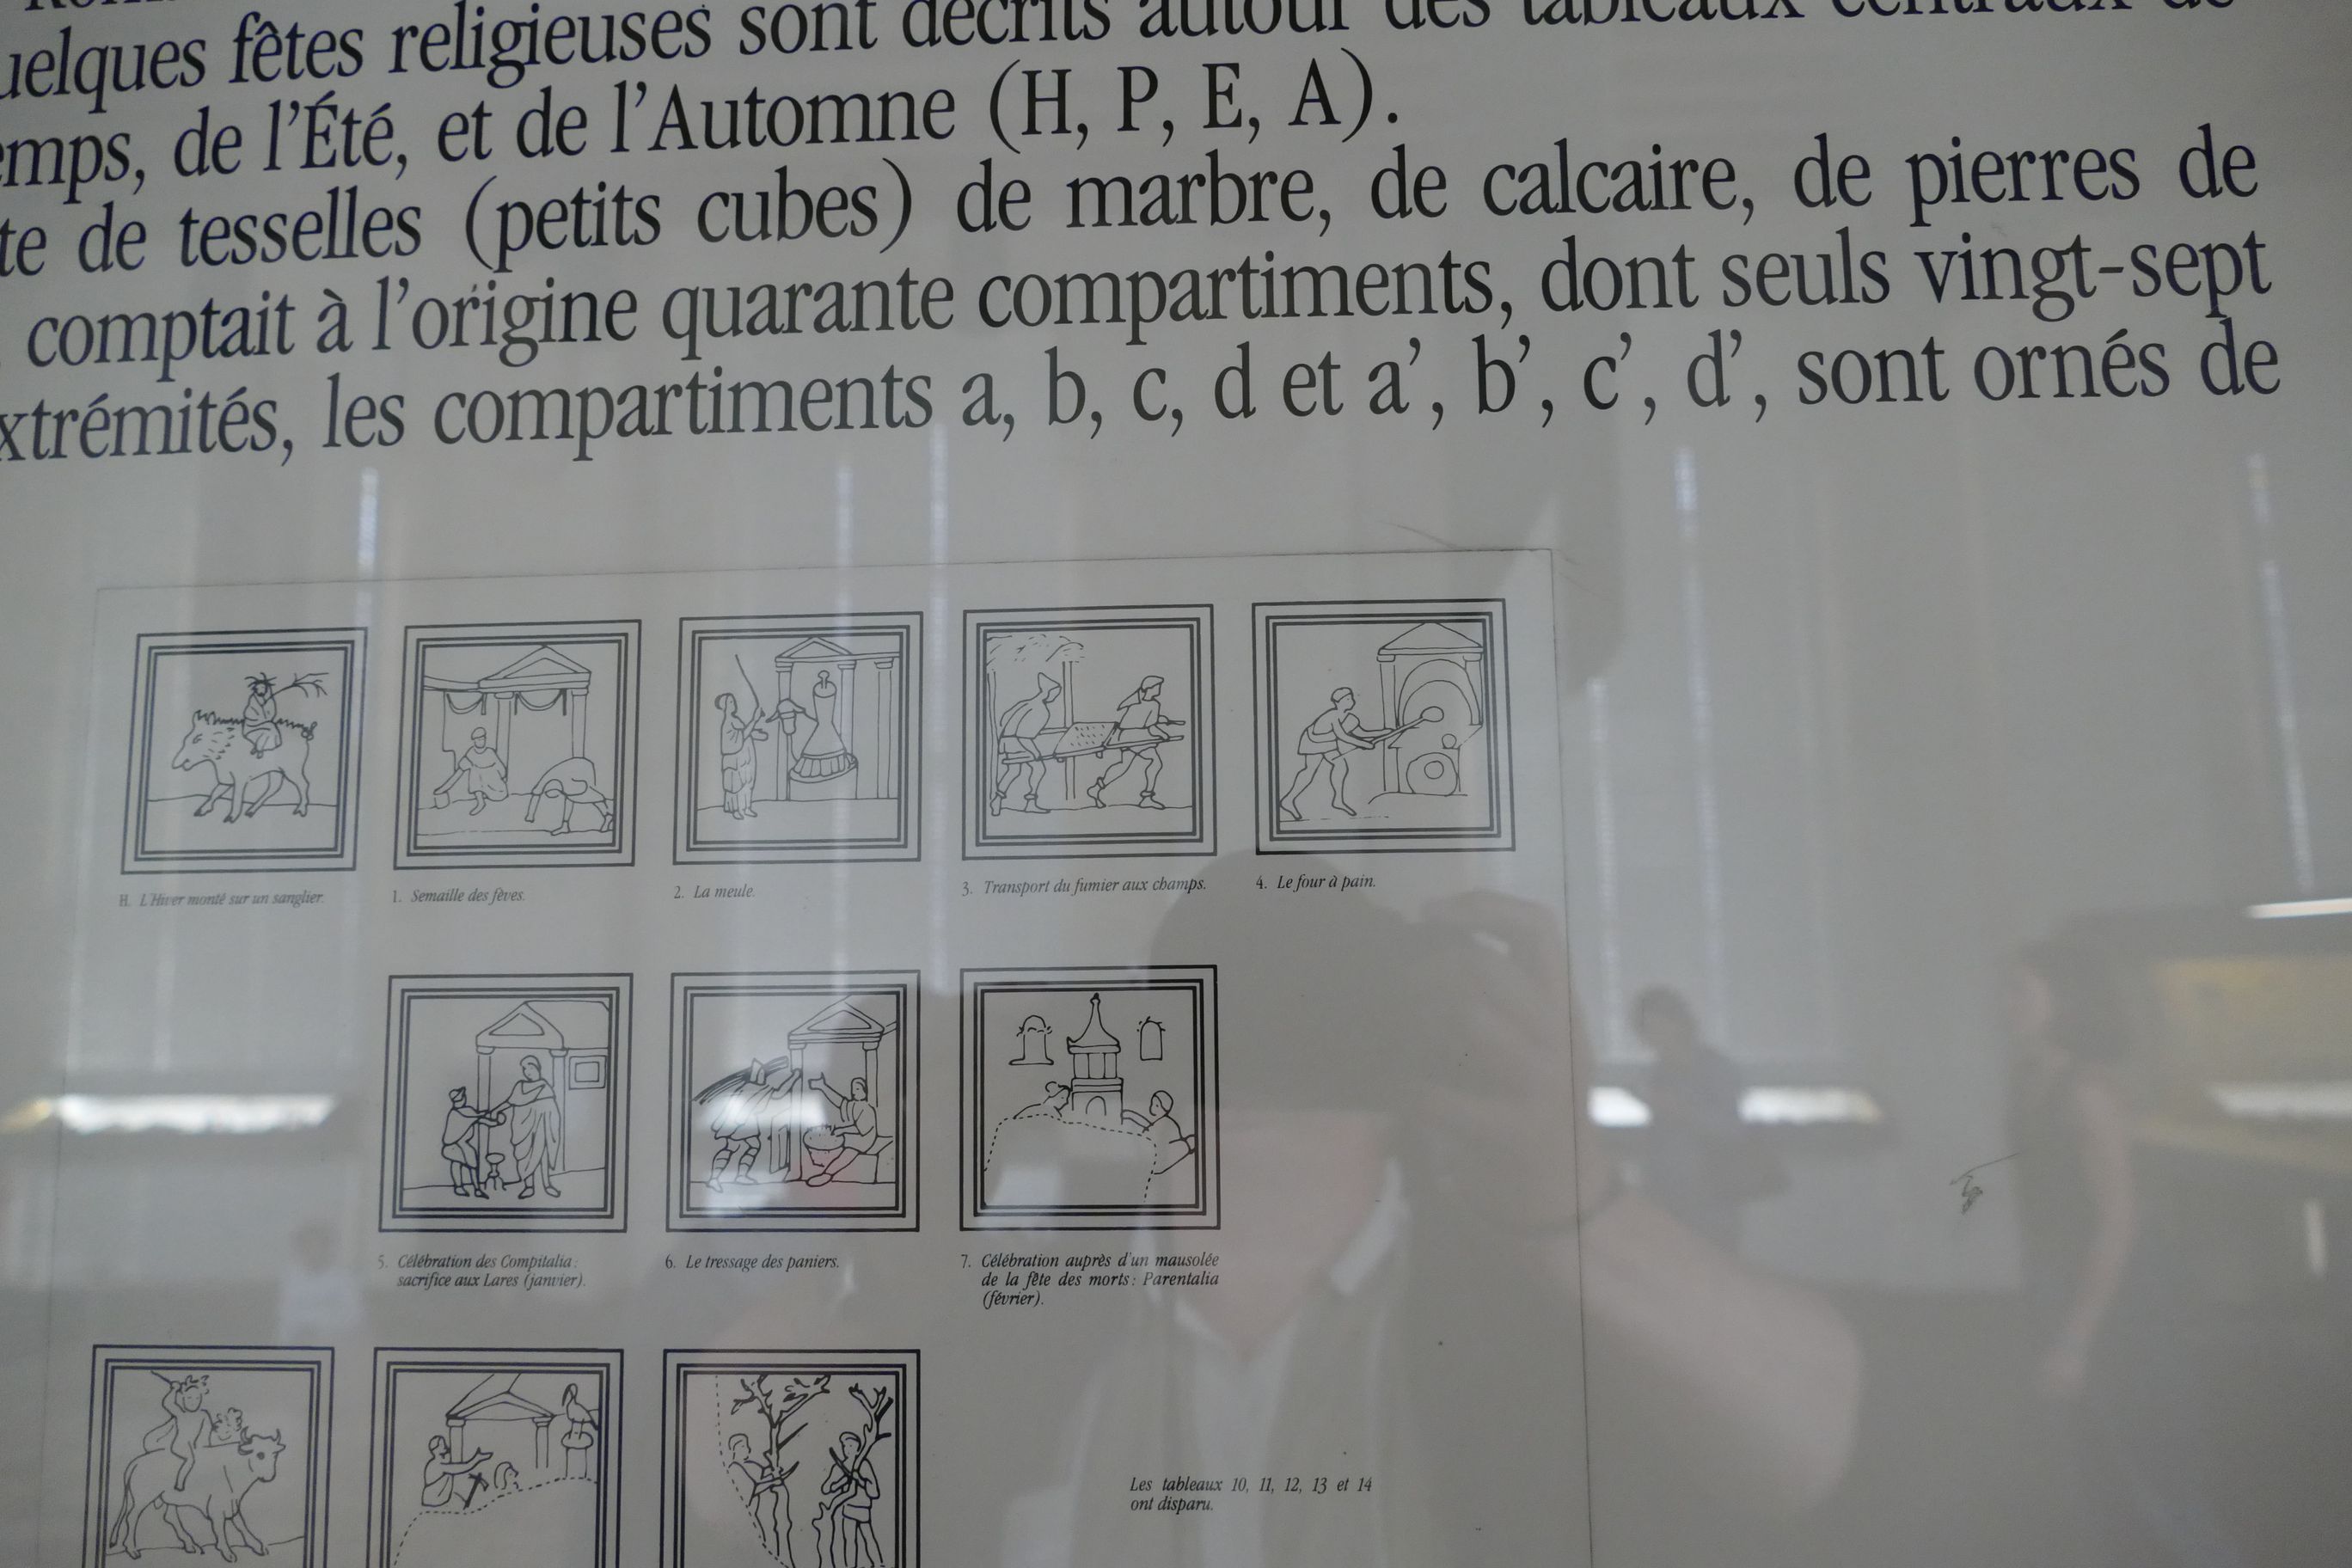 quelques fêtes religieuses sont décrits autour des tableaux centraux de
emps, de l'Été, et de l'Automne (H, P, E, A).
te de tesselles (petits cubes) de marbre, de calcaire, de pierres de
comptait à l'origine quarante compartiments, dont seuls vingt-sept
xtrémités, les compartiments a, b, c, d et a', b', c', d', sont ornés de
H. L'Hiver monté sur un sanglier.
1. Semaille des fèves.
2. La meule.
3. Transport du fumier aux champs.
4. Le four à pain.
5. Célébration des Compitalia :
sacrifice aux Lares (janvier).
6. Le tressage des paniers.
7. Célébration auprès d'un mausolée
de la fête des morts : Parentalia
(février).
Les tableaux 10, 11, 12, 13 et 14
ont disparu.